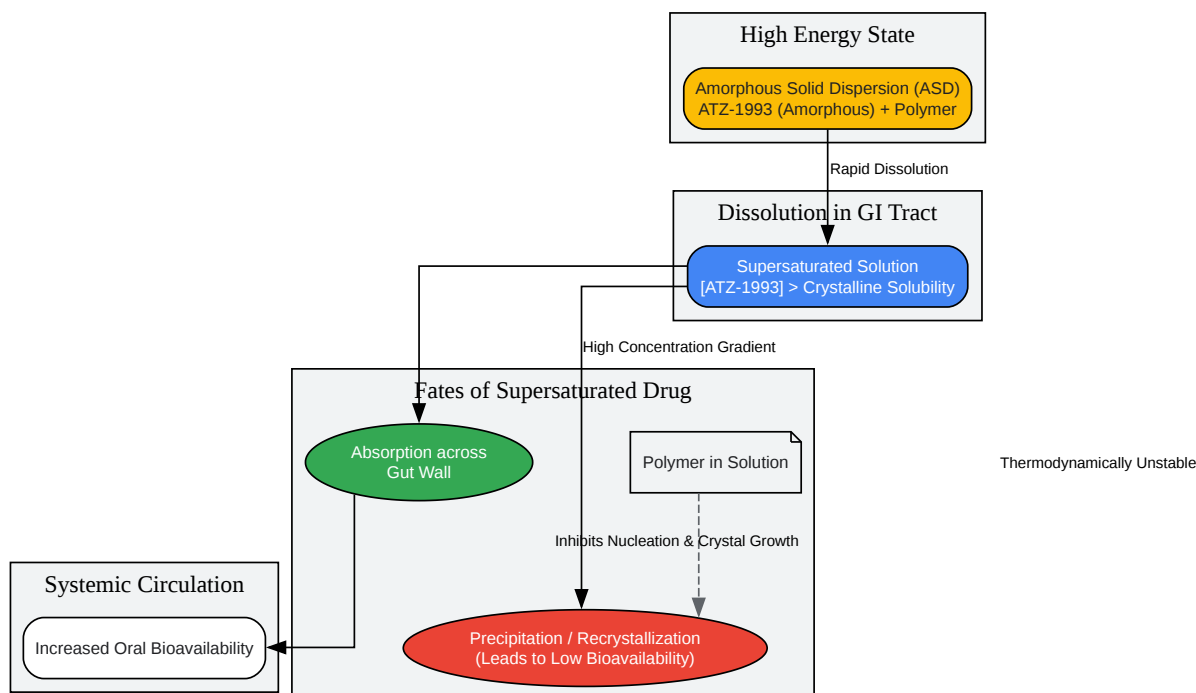 High Energy State
Amorphous Solid Dispersion (ASD)
ATZ-1993 (Amorphous) + Polymer
Rapid Dissolution
Dissolution in GI Tract
Supersaturated Solution
[ATZ-1993] > Crystalline Solubility
High Concentration Gradient
Fates of Supersaturated Drug
Absorption across
Gut Wall
Polymer in Solution
Thermodynamically Unstable
Inhibits Nucleation & Crystal Growth
Systemic Circulation
Increased Oral Bioavailability
Precipitation / Recrystallization
(Leads to Low Bioavailability)